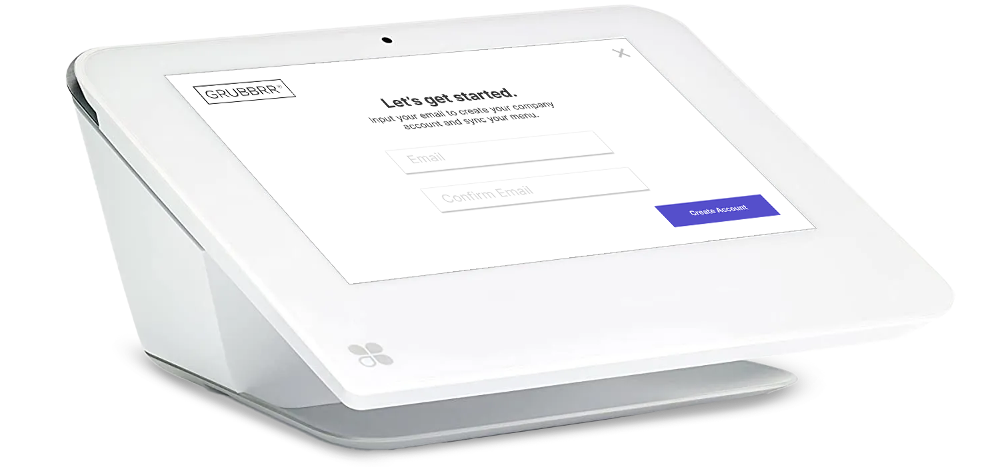 GRUBBRR®
Let's get started.
Input your email to create your company
account and sync your menu.
Email
Confirm Email
Create Account